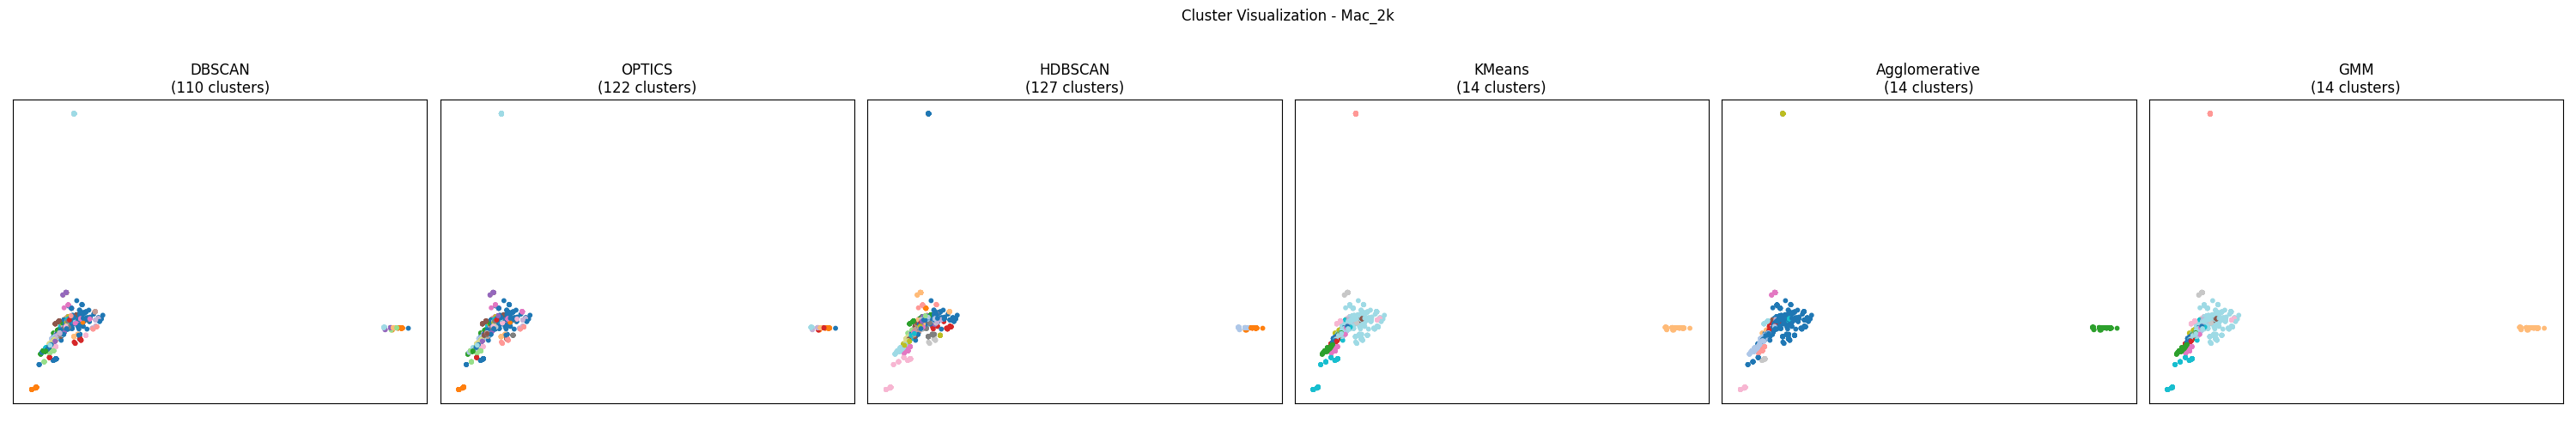 Cluster Visualization - Mac_2k
DBSCAN
(110 clusters)
OPTICS
(122 clusters)
HDBSCAN
(127 clusters)
KMeans
(14 clusters)
Agglomerative
(14 clusters)
GMM
(14 clusters)